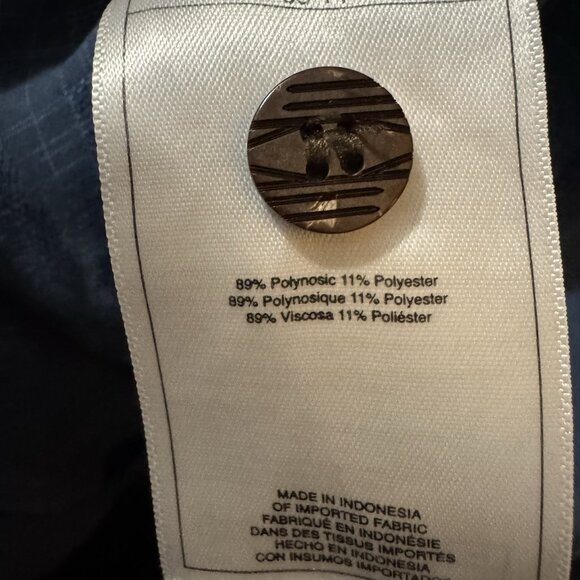 89% Polynosic 11% Polyester
89% Polynosique 11% Polyester
89% Viscosa 11% Poliéster
MADE IN INDONESIA
OF IMPORTED FABRIC
FABRIQUÉ EN INDONÉSIE
DANS DES TISSUS IMPORTÉS
HECHO EN INDONESIA
CON INSUMOS IMPORTA